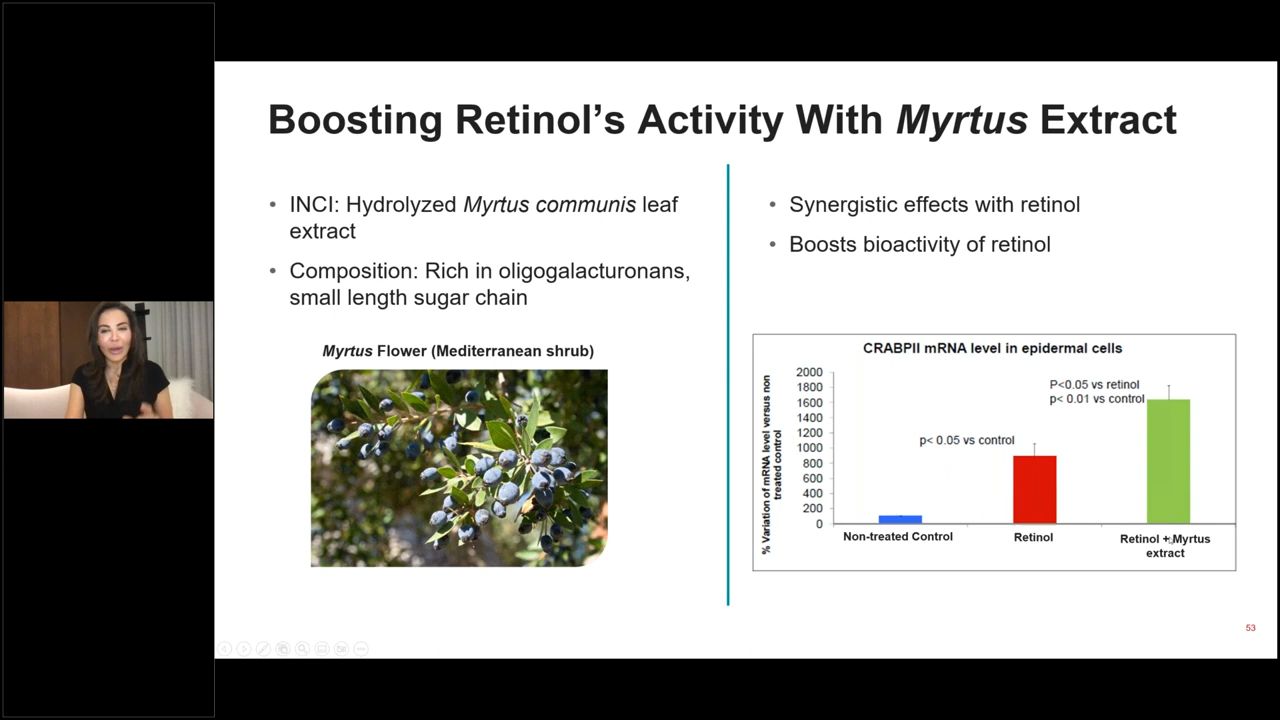 Boosting Retinol’s Activity With Myrtus Extract
• INCI: Hydrolyzed Myrtus communis leaf
extract
• Composition: Rich in oligogalacturonans,
small length sugar chain
Myrtus Flower (Mediterranean shrub)
• Synergistic effects with retinol
• Boosts bioactivity of retinol
CRABPII mRNA level in epidermal cells
% Variation of mRNA level versus non
treated control
2000
1800
1600
1400
1200
1000
800
600
400
200
0
P<0.05 vs retinol
p< 0.01 vs control
p< 0.05 vs control
Non-treated Control
Retinol
Retinol + Myrtus
extract
53